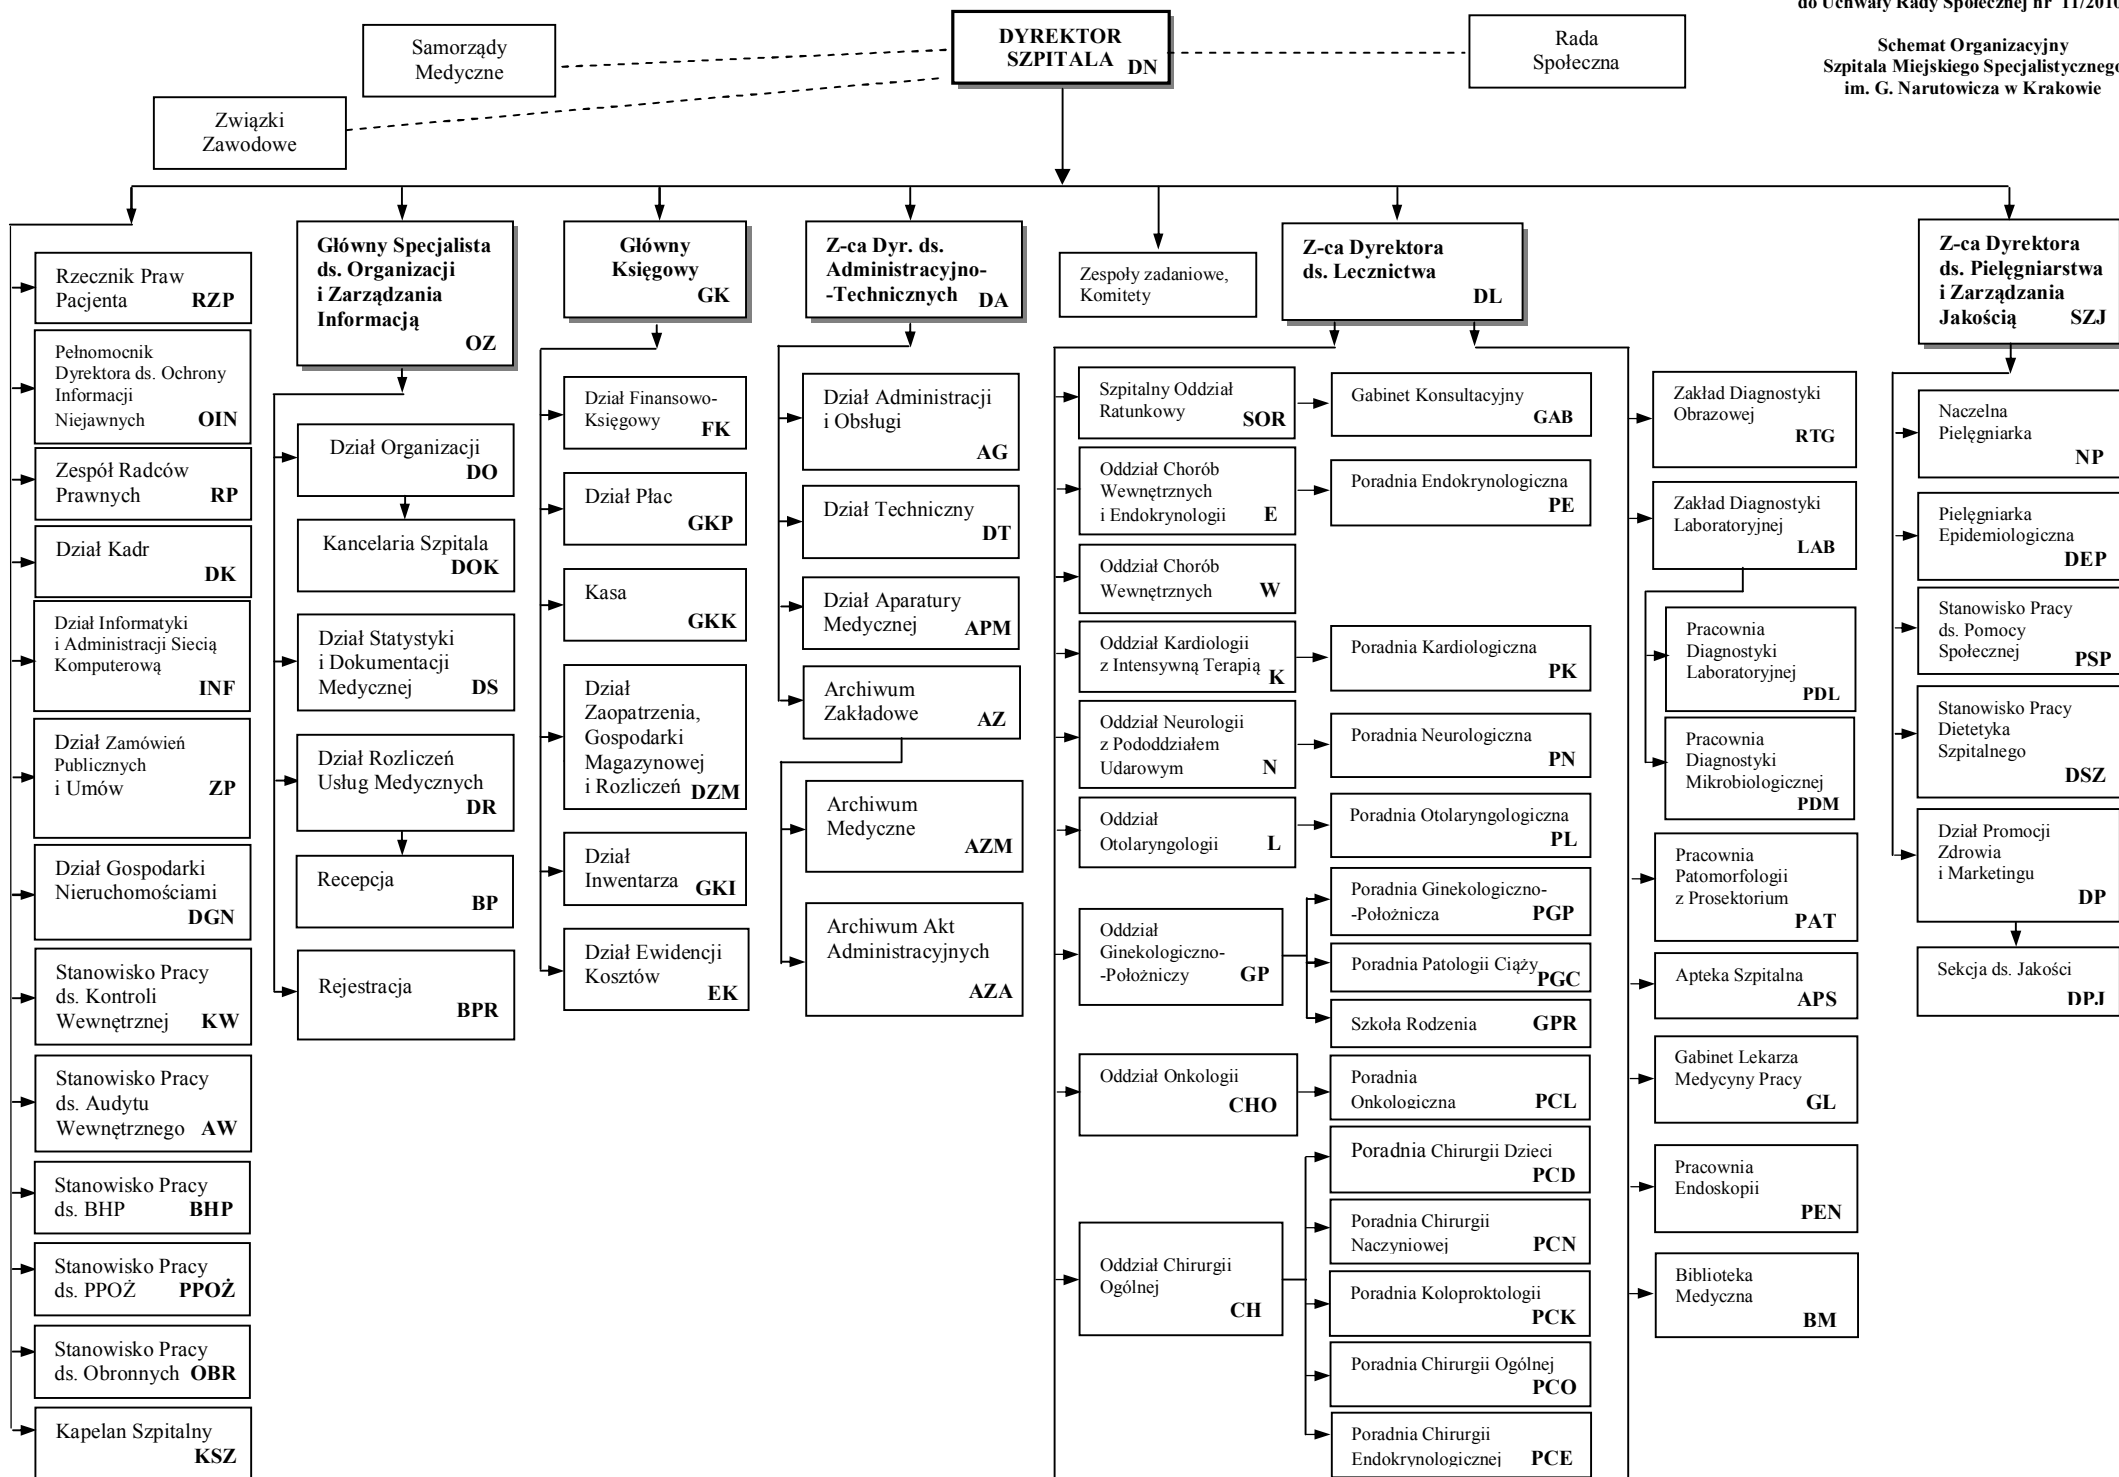 do Uchwały Rady Społecznej nr 11/2010
Schemat Organizacyjny
Szpitala Miejskiego Specjalistycznego
im. G. Narutowicza w Krakowie
DYREKTOR
SZPITALA DN
Samorządy
Medyczne
Rada
Społeczna
Związki
Zawodowe
Rzecznik Praw
Pacjenta RZP
Pełnomocnik
Dyrektora ds. Ochrony
Informacji
Niejawnych OIN
Zespół Radców
Prawnych RP
Dział Kadr
DK
Dział Informatyki
i Administracji Siecią
Komputerową
INF
Dział Zamówień
Publicznych
i Umów ZP
Dział Gospodarki
Nieruchomościami
DGN
Stanowisko Pracy
ds. Kontroli
Wewnętrznej KW
Stanowisko Pracy
ds. Audytu
Wewnętrznego AW
Stanowisko Pracy
ds. BHP BHP
Stanowisko Pracy
ds. PPOŻ PPOŻ
Stanowisko Pracy
ds. Obronnych OBR
Kapelan Szpitalny
KSZ
Główny Specjalista
ds. Organizacji
i Zarządzania
Informacją
OZ
Dział Organizacji
DO
Kancelaria Szpitala
DOK
Dział Statystyki
i Dokumentacji
Medycznej DS
Dział Rozliczeń
Usług Medycznych
DR
Recepcja
BP
Rejestracja
BPR
Główny
Księgowy
GK
Dział Finansowo-
Księgowy FK
Dział Płac
GKP
Kasa
GKK
Dział
Zaopatrzenia,
Gospodarki
Magazynowej
i Rozliczeń DZM
Dział
Inwentarza GKI
Dział Ewidencji
Kosztów
EK
Z-ca Dyr. ds.
Administracyjno-
-Technicznych DA
Dział Administracji
i Obsługi
AG
Dział Techniczny
DT
Dział Aparatury
Medycznej APM
Archiwum
Zakładowe AZ
Archiwum
Medyczne
AZM
Archiwum Akt
Administracyjnych
AZA
Zespoły zadaniowe,
Komitety
Z-ca Dyrektora
ds. Lecznictwa
DL
Szpitalny Oddział
Ratunkowy SOR
Gabinet Konsultacyjny
GAB
Oddział Chorób
Wewnętrznych
i Endokrynologii E
Poradnia Endokrynologiczna
PE
Oddział Chorób
Wewnętrznych W
Oddział Kardiologii
z Intensywną Terapią K
Poradnia Kardiologiczna
PK
Oddział Neurologii
z Pododdziałem
Udarowym N
Poradnia Neurologiczna
PN
Oddział
Otolaryngologii L
Poradnia Otolaryngologiczna
PL
Oddział
Ginekologiczno-
-Położniczy GP
Poradnia Ginekologiczno-
-Położnicza PGP
Poradnia Patologii Ciąży
PGC
Szkoła Rodzenia GPR
Oddział Onkologii
CHO
Poradnia
Onkologiczna PCL
Oddział Chirurgii
Ogólnej
CH
Poradnia Chirurgii Dzieci
PCD
Poradnia Chirurgii
Naczyniowej PCN
Poradnia Koloproktologii
PCK
Poradnia Chirurgii Ogólnej
PCO
Poradnia Chirurgii
Endokrynologicznej PCE
Zakład Diagnostyki
Obrazowej
RTG
Zakład Diagnostyki
Laboratoryjnej
LAB
Pracownia
Diagnostyki
Laboratoryjnej
PDL
Pracownia
Diagnostyki
Mikrobiologicznej
PDM
Pracownia
Patomorfologii
z Prosektorium
PAT
Apteka Szpitalna
APS
Gabinet Lekarza
Medycyny Pracy
GL
Pracownia
Endoskopii
PEN
Biblioteka
Medyczna
BM
Z-ca Dyrektora
ds. Pielęgniarstwa
i Zarządzania
Jakością SZJ
Naczelna
Pielęgniarka
NP
Pielęgniarka
Epidemiologiczna
DEP
Stanowisko Pracy
ds. Pomocy
Społecznej PSP
Stanowisko Pracy
Dietetyka
Szpitalnego
DSZ
Dział Promocji
Zdrowia
i Marketingu
DP
Sekcja ds. Jakości
DPJ